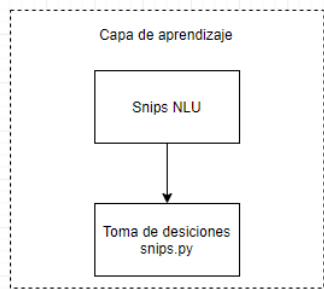 Capa de aprendizaje
Snips NLU
Toma de desiciones
snips.py